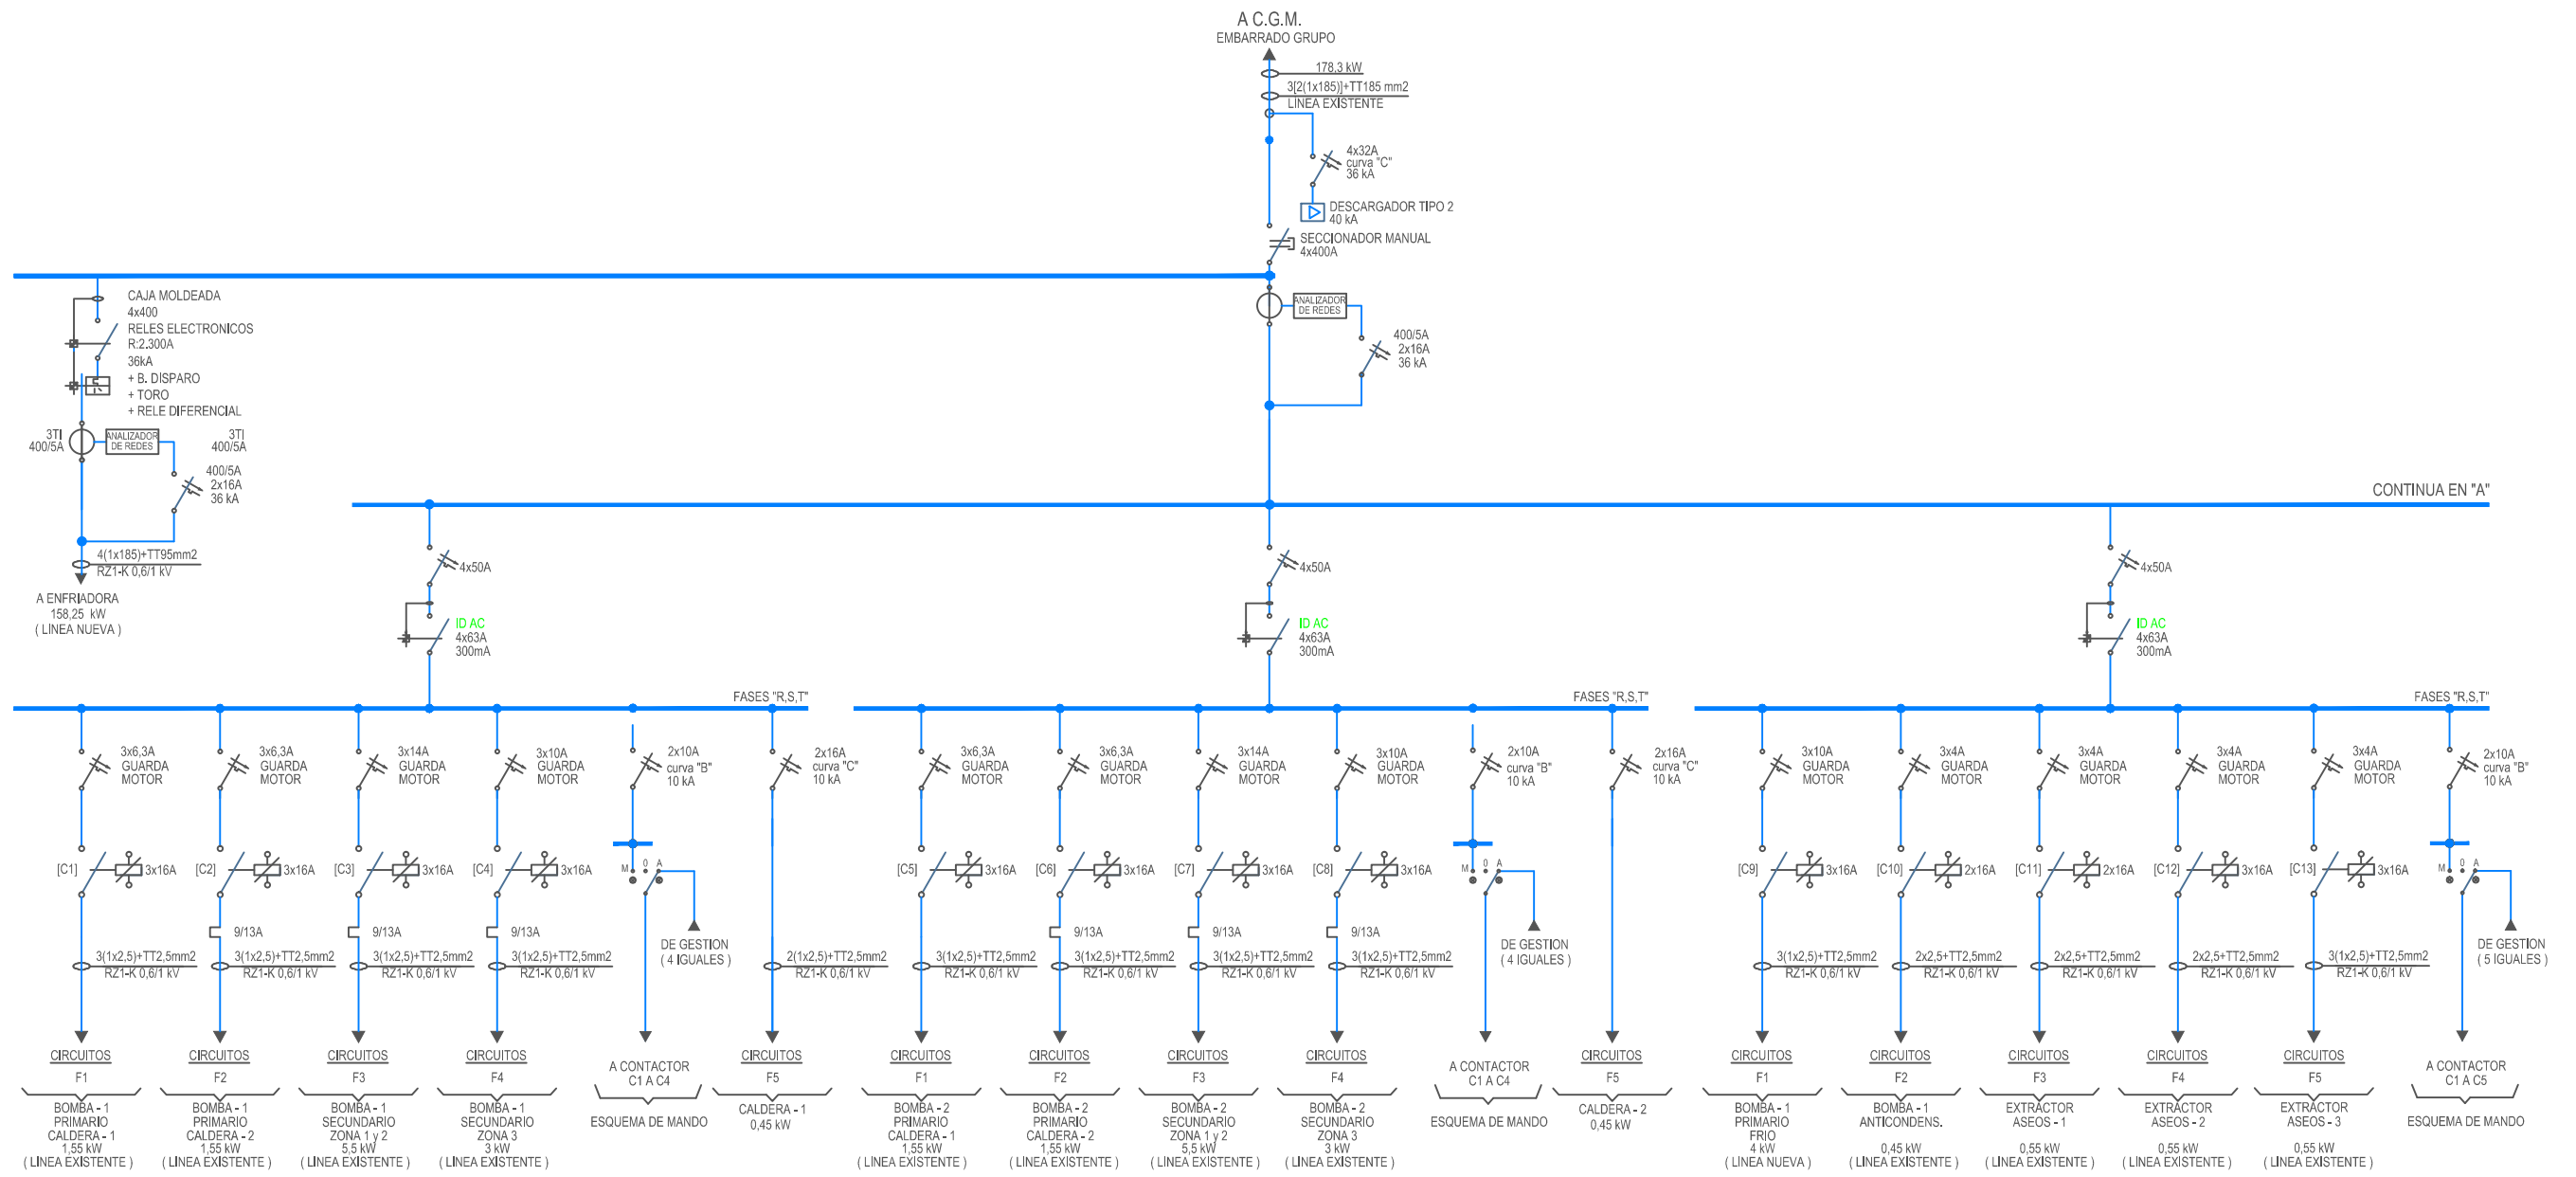 A C.G.M.
EMBARRADO GRUPO
178.3 kW
3[2(1x185)]+TT185 mm2
LINEA EXISTENTE
4x32A
curva "C"
36 kA
DESCARGADOR TIPO 2
40 kA
SECCIONADOR MANUAL
4x400A
ANALIZADOR
DE REDES
400/5A
2x16A
36 kA
CAJA MOLDEADA
4x400
RELES ELECTRONICOS
R:2.300A
36kA
+ B. DISPARO
+ TORO
+ RELE DIFERENCIAL
3TI
400/5A
ANALIZADOR
DE REDES
3TI
400/5A
400/5A
2x16A
36 kA
4(1x185)+TT95mm2
RZ1-K 0,6/1 kV
A ENFRIADORA
158,25 kW
( LINEA NUEVA )
CONTINUA EN "A"
4x50A
ID AC
4x63A
300mA
4x50A
ID AC
4x63A
300mA
4x50A
ID AC
4x63A
300mA
FASES "R,S,T"
3x6,3A
GUARDA
MOTOR
3x6,3A
GUARDA
MOTOR
3x14A
GUARDA
MOTOR
3x10A
GUARDA
MOTOR
2x10A
curva "B"
10 kA
2x16A
curva "C"
10 kA
[C1]
3x16A
[C2]
3x16A
[C3]
3x16A
[C4]
3x16A
M 0 A
9/13A
9/13A
9/13A
DE GESTION
( 4 IGUALES )
3(1x2,5)+TT2,5mm2
RZ1-K 0,6/1 kV
3(1x2,5)+TT2,5mm2
RZ1-K 0,6/1 kV
3(1x2,5)+TT2,5mm2
RZ1-K 0,6/1 kV
3(1x2,5)+TT2,5mm2
RZ1-K 0,6/1 kV
2(1x2,5)+TT2,5mm2
RZ1-K 0,6/1 kV
CIRCUITOS
F1
BOMBA - 1
PRIMARIO
CALDERA - 1
1,55 kW
( LINEA EXISTENTE )
CIRCUITOS
F2
BOMBA - 1
PRIMARIO
CALDERA - 2
1,55 kW
( LINEA EXISTENTE )
CIRCUITOS
F3
BOMBA - 1
SECUNDARIO
ZONA 1 y 2
5,5 kW
( LINEA EXISTENTE )
CIRCUITOS
F4
BOMBA - 1
SECUNDARIO
ZONA 3
3 kW
( LINEA EXISTENTE )
A CONTACTOR
C1 A C4
ESQUEMA DE MANDO
CIRCUITOS
F5
CALDERA - 1
0,45 kW
FASES "R,S,T"
3x6,3A
GUARDA
MOTOR
3x6,3A
GUARDA
MOTOR
3x14A
GUARDA
MOTOR
3x10A
GUARDA
MOTOR
2x10A
curva "B"
10 kA
2x16A
curva "C"
10 kA
[C5]
3x16A
[C6]
3x16A
[C7]
3x16A
[C8]
3x16A
M 0 A
9/13A
9/13A
9/13A
DE GESTION
( 4 IGUALES )
3(1x2,5)+TT2,5mm2
RZ1-K 0,6/1 kV
3(1x2,5)+TT2,5mm2
RZ1-K 0,6/1 kV
3(1x2,5)+TT2,5mm2
RZ1-K 0,6/1 kV
3(1x2,5)+TT2,5mm2
RZ1-K 0,6/1 kV
CIRCUITOS
F1
BOMBA - 2
PRIMARIO
CALDERA - 1
1,55 kW
( LINEA EXISTENTE )
CIRCUITOS
F2
BOMBA - 2
PRIMARIO
CALDERA - 2
1,55 kW
( LINEA EXISTENTE )
CIRCUITOS
F3
BOMBA - 2
SECUNDARIO
ZONA 1 y 2
5,5 kW
( LINEA EXISTENTE )
CIRCUITOS
F4
BOMBA - 2
SECUNDARIO
ZONA 3
3 kW
( LINEA EXISTENTE )
A CONTACTOR
C1 A C4
ESQUEMA DE MANDO
CIRCUITOS
F5
CALDERA - 2
0,45 kW
FASES "R,S,T"
3x10A
GUARDA
MOTOR
3x4A
GUARDA
MOTOR
3x4A
GUARDA
MOTOR
3x4A
GUARDA
MOTOR
3x4A
GUARDA
MOTOR
2x10A
curva "B"
10 kA
[C9]
3x16A
[C10]
2x16A
[C11]
2x16A
[C12]
3x16A
[C13]
3x16A
M 0 A
DE GESTION
( 5 IGUALES )
3(1x2,5)+TT2,5mm2
RZ1-K 0,6/1 kV
2x2,5+TT2,5mm2
RZ1-K 0,6/1 kV
2x2,5+TT2,5mm2
RZ1-K 0,6/1 kV
2x2,5+TT2,5mm2
RZ1-K 0,6/1 kV
3(1x2,5)+TT2,5mm2
RZ1-K 0,6/1 kV
CIRCUITOS
F1
BOMBA - 1
PRIMARIO
FRIO
4 kW
( LINEA NUEVA )
CIRCUITOS
F2
BOMBA - 1
ANTICONDENS.
0,45 kW
( LINEA EXISTENTE )
CIRCUITOS
F3
EXTRACTOR
ASEOS - 1
0,55 kW
( LINEA EXISTENTE )
CIRCUITOS
F4
EXTRACTOR
ASEOS - 2
0,55 kW
( LINEA EXISTENTE )
CIRCUITOS
F5
EXTRACTOR
ASEOS - 3
0,55 kW
( LINEA EXISTENTE )
A CONTACTOR
C1 A C5
ESQUEMA DE MANDO